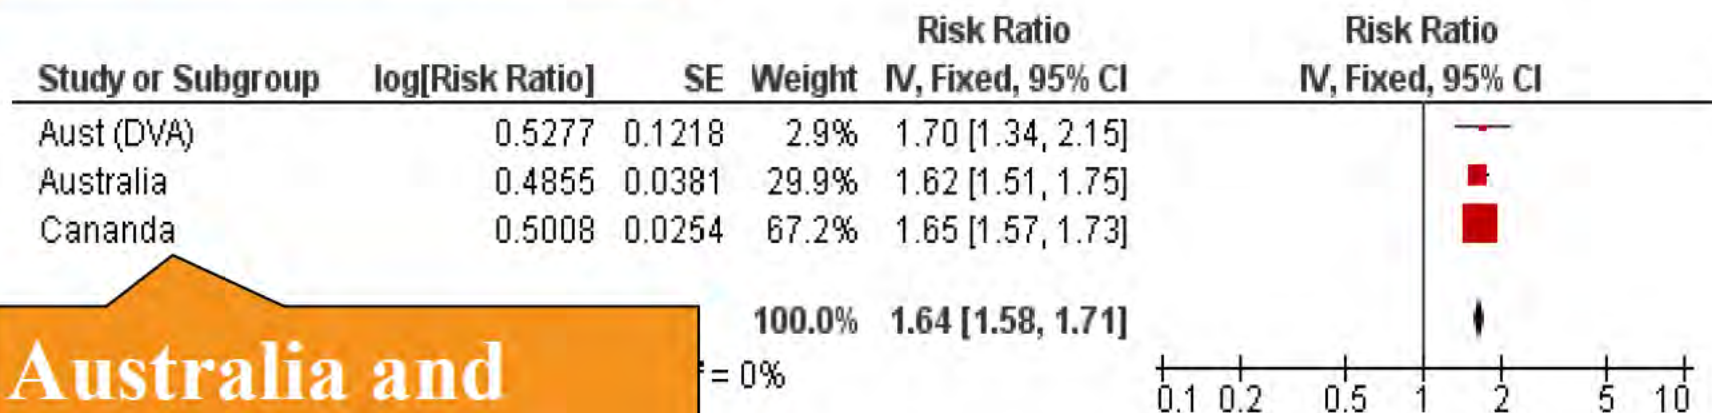 Risk Ratio Risk Ratio
Study or Subgroup log[Risk Ratio] SE Weight IV, Fixed, 95% CI IV, Fixed, 95% CI
Aust (DVA) 0.5277 0.1218 2.9% 1.70 [1.34, 2.15]
Australia 0.4855 0.0381 29.9% 1.62 [1.51, 1.75]
Cananda 0.5008 0.0254 67.2% 1.65 [1.57, 1.73]
100.0% 1.64 [1.58, 1.71]
Australia and
= 0%
0.1 0.2 0.5 1 2 5 10